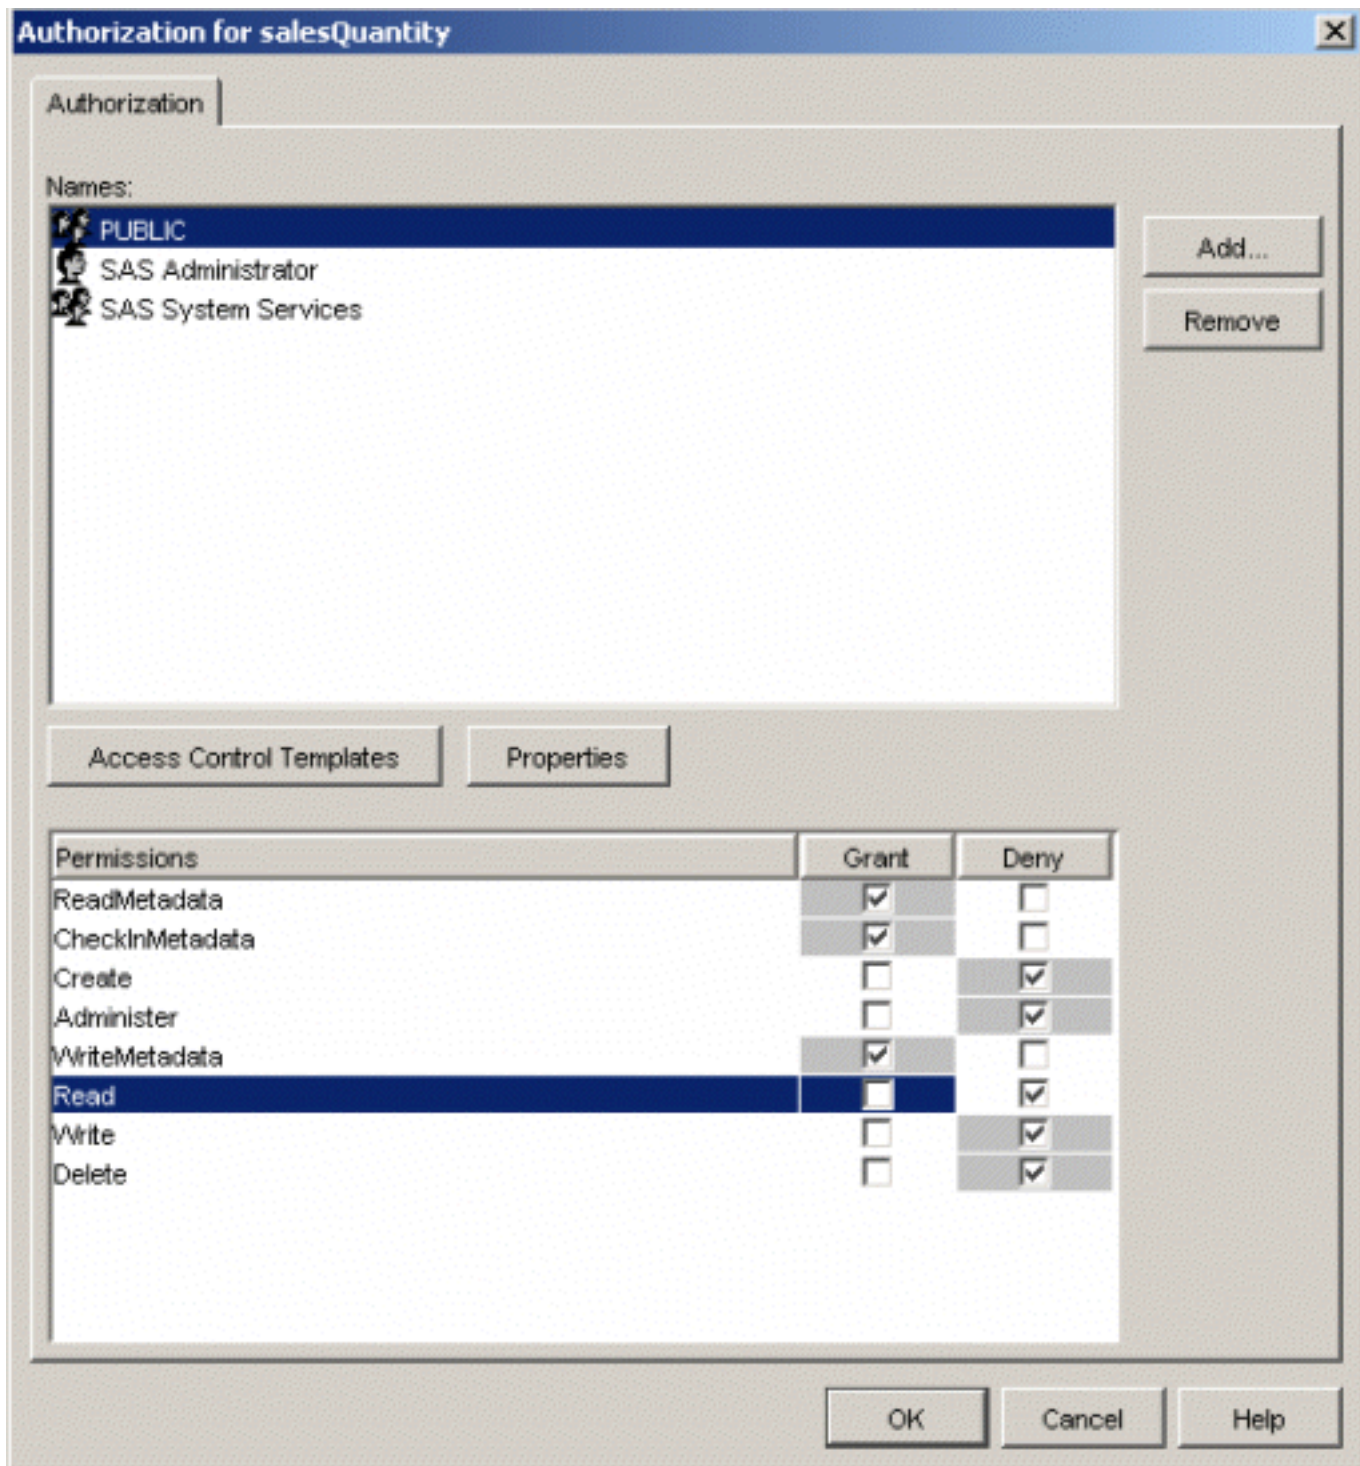 Authorization for salesQuantity
Authorization
Names:
PUBLIC
SAS Administrator
SAS System Services
Add...
Remove
Access Control Templates Properties
Permissions Grant Deny
ReadMetadata
CheckInMetadata
Create
Administer
WriteMetadata
Read
Write
Delete
OK Cancel Help